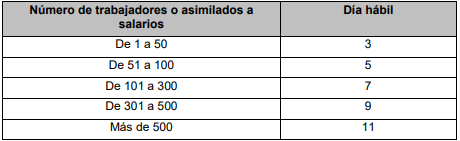 Número de trabajadores o asimilados a salarios Día hábil
De 1 a 50 3
De 51 a 100 5
De 101 a 300 7
De 301 a 500 9
Más de 500 11